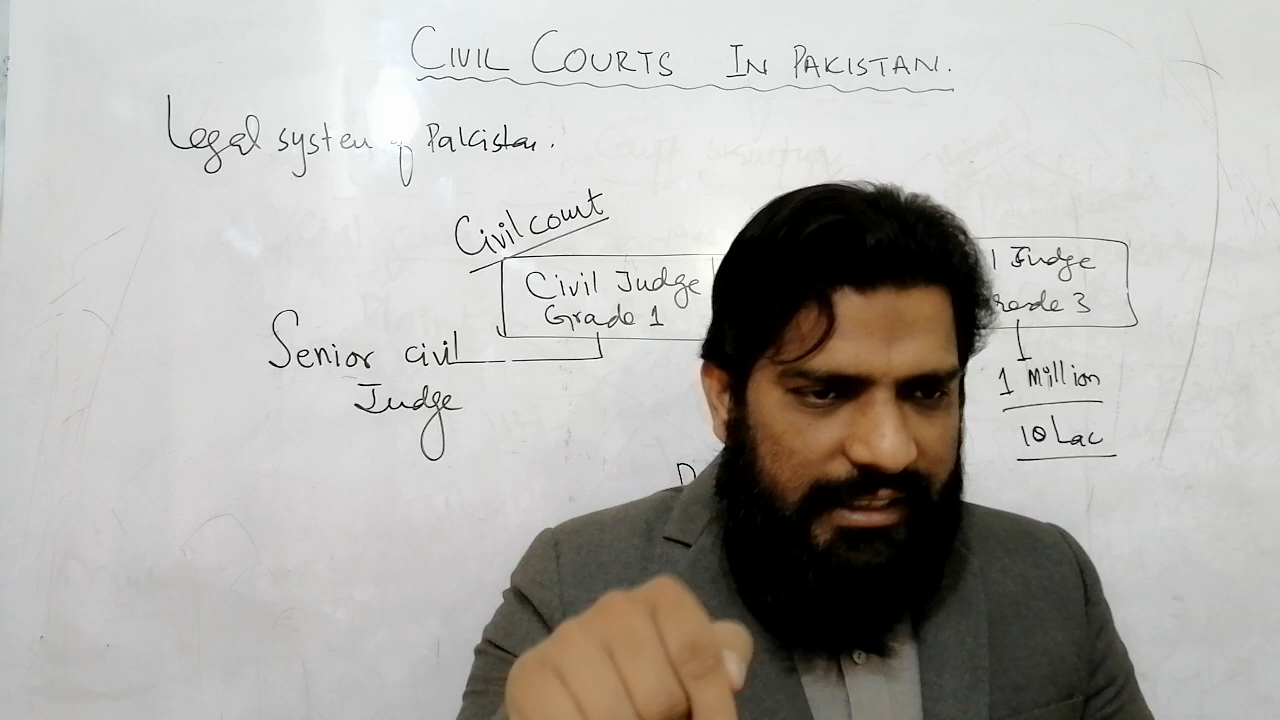 CIVIL COURTS IN PAKISTAN.
Legal system of Pakistan.
Civil court
Civil Judge
Grade 1
Judge
3
Senior civil
Judge
1 Million
10 Lac